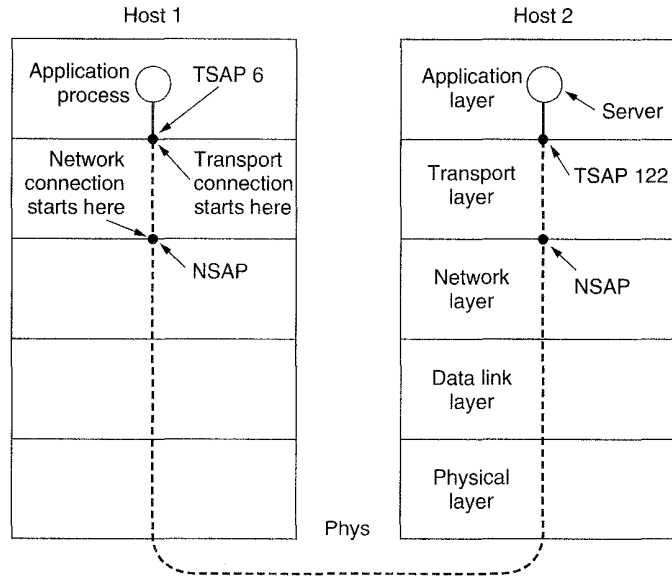 Host 1
Host 2
Application
process
TSAP 6
Network
connection
starts here
Transport
connection
starts here
NSAP
Application
layer
Server
Transport
layer
TSAP 122
Network
layer
NSAP
Data link
layer
Physical
layer
Phys